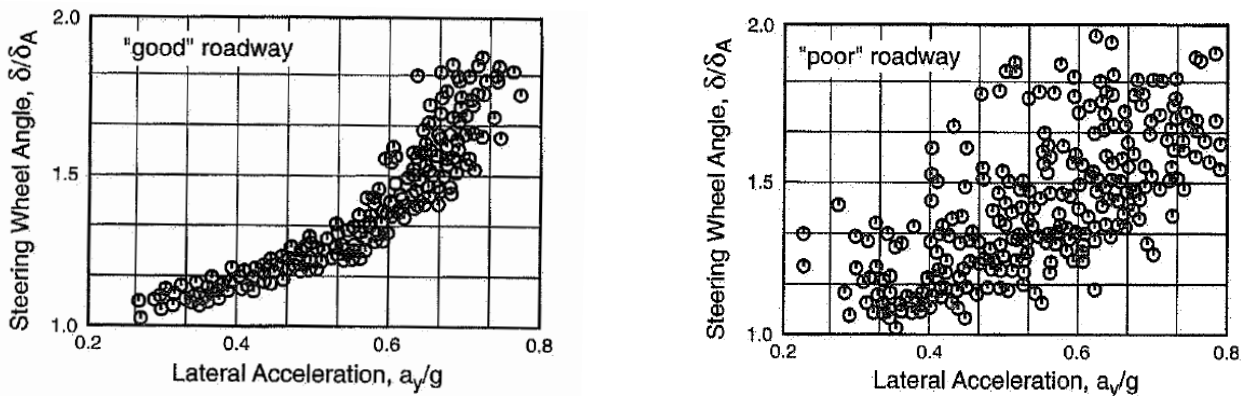 Steering Wheel Angle, δ/δA
2.0
1.5
1.0
"good" roadway
0.2 0.4 0.6 0.8
Lateral Acceleration, ay/g
Steering Wheel Angle, δ/δA
2.0
1.5
1.0
"poor" roadway
0.2 0.4 0.6 0.8
Lateral Acceleration, ay/g